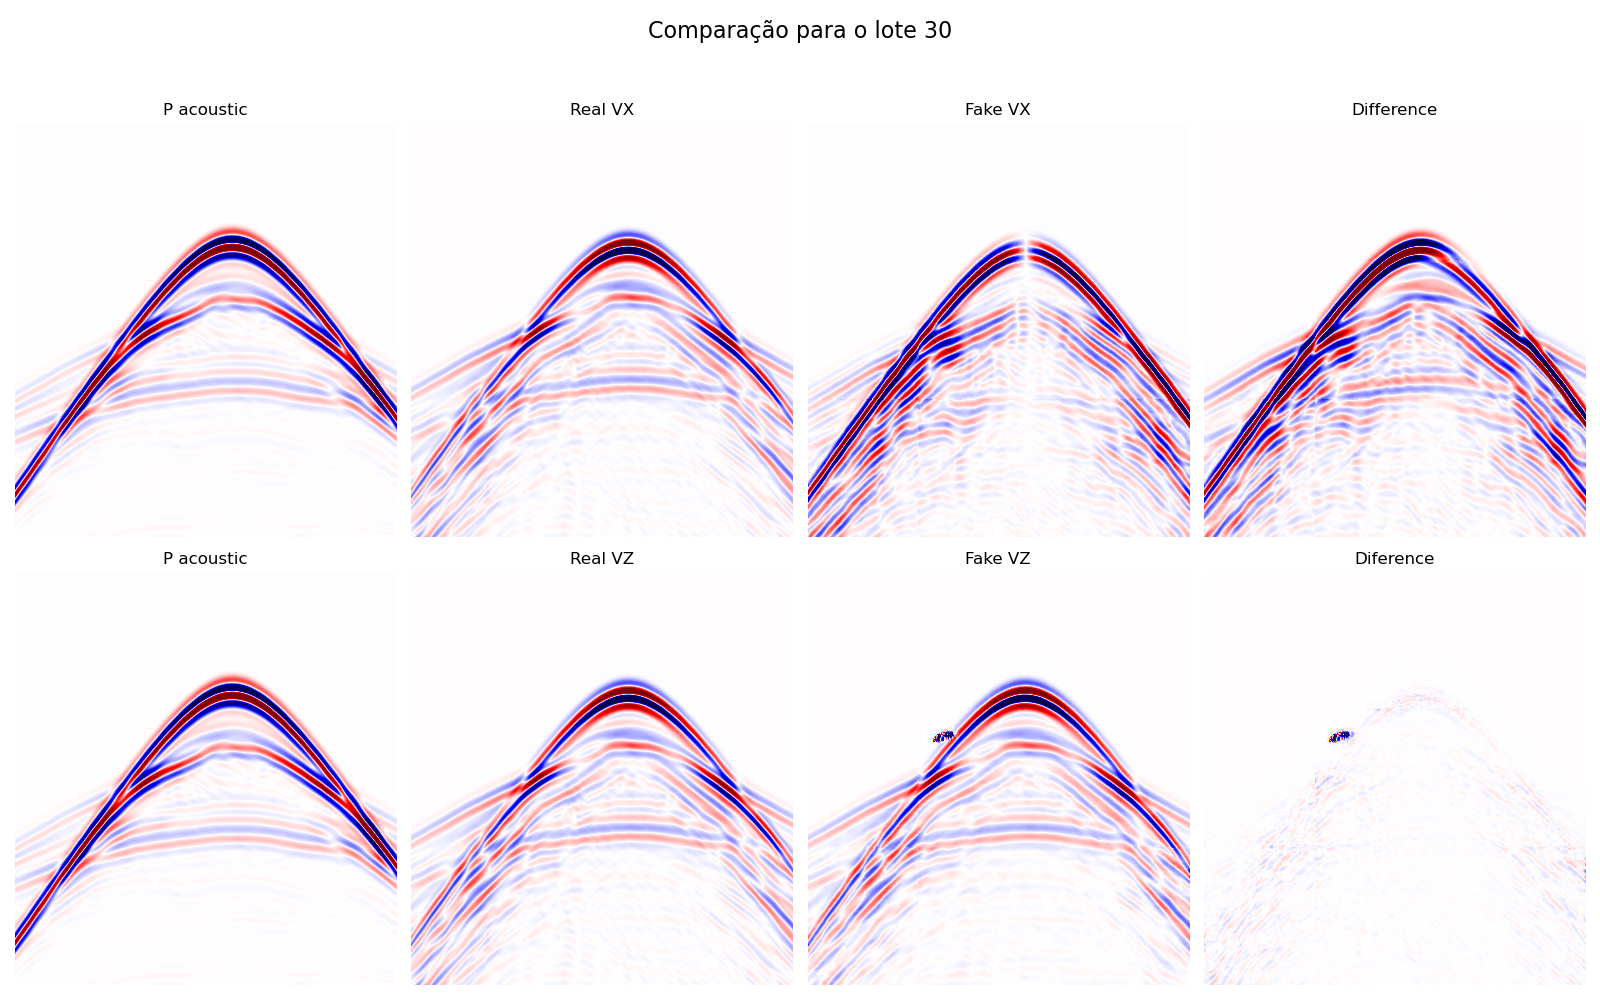 Comparação para o lote 30
P acoustic
Real VX
Fake VX
Difference
P acoustic
Real VZ
Fake VZ
Diference